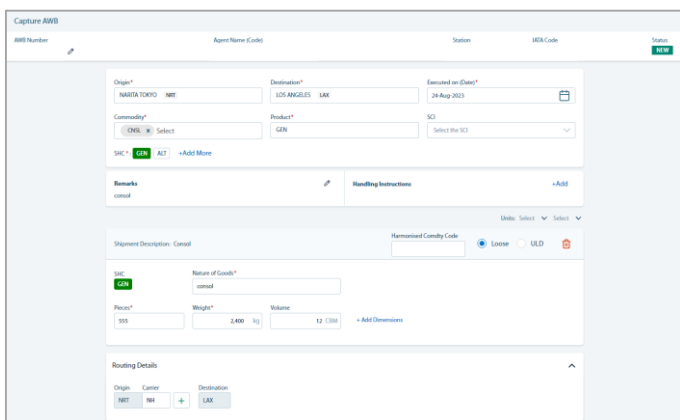 Capture AWB
AWB Number Agent Name (Code) Station IATA Code Status
NEW
Origin* Destination* Executed on (Date)*
NARITA TOKYO NRT LOS ANGELES LAX 24-Aug-2023
Commodity* Product* SCI
CNSL × Select GEN Select the SCI
SHC* GEN ALT +Add More
Remarks Handling Instructions +Add
consol
Units: Select Select
Shipment Description: Consol Harmonised Comdty Code Loose ULD
SHC Nature of Goods*
GEN consol
Pieces* Weight* Volume
555 2,400 kg 12 CBM + Add Dimensions
Routing Details
Origin Carrier Destination
NRT NH + LAX